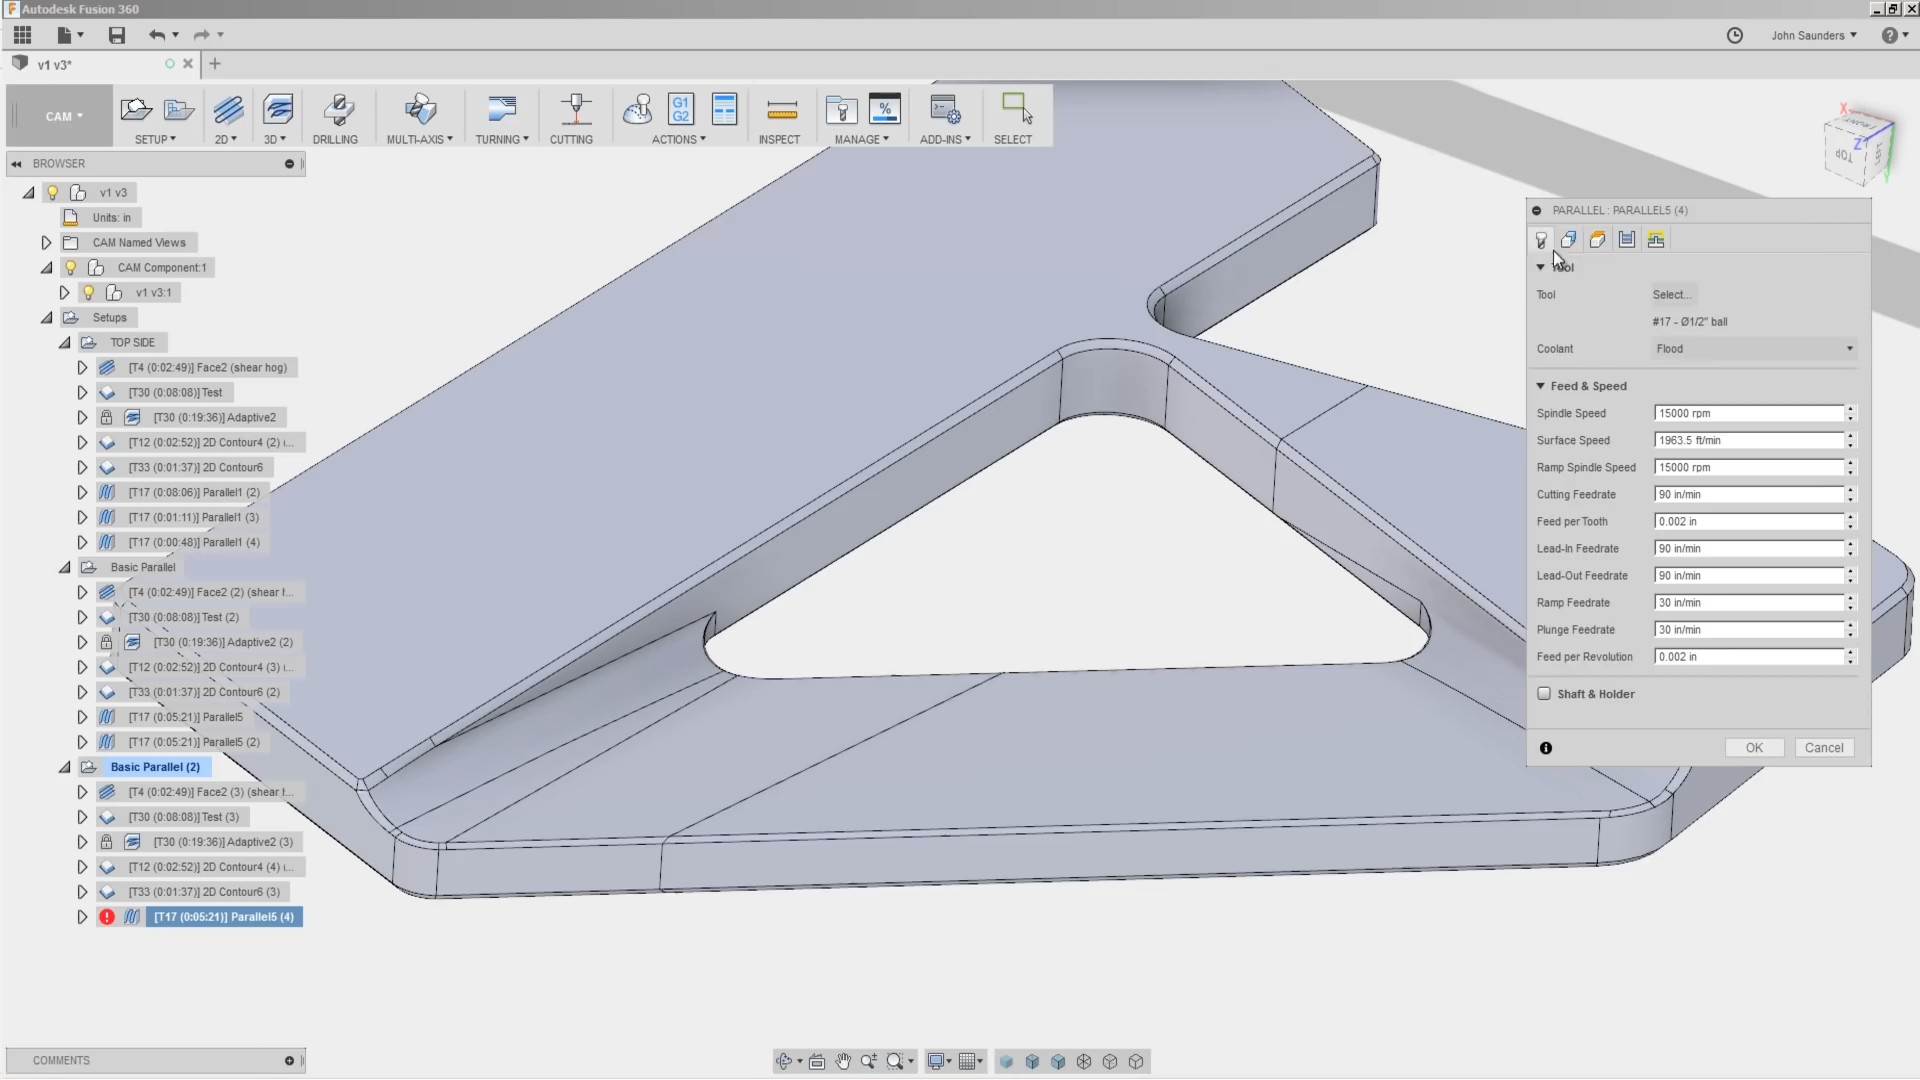 Autodesk Fusion 360
John Saunders
v1 v3*
CAM
SETUP
2D
3D
DRILLING
MULTI-AXIS
TURNING
CUTTING
G1
G2
ACTIONS
INSPECT
%
MANAGE
ADD-INS
SELECT
BROWSER
v1 v3
Units: in
CAM Named Views
CAM Component:1
v1 v3:1
Setups
TOP SIDE
[T4 (0:02:49)] Face2 (shear hog)
[T30 (0:08:08)] Test
[T30 (0:19:36)] Adaptive2
[T12 (0:02:52)] 2D Contour4 (2) (...
[T33 (0:01:37)] 2D Contour6
[T17 (0:08:06)] Parallel1 (2)
[T17 (0:01:11)] Parallel1 (3)
[T17 (0:00:48)] Parallel1 (4)
Basic Parallel
[T4 (0:02:49)] Face2 (2) (shear h...
[T30 (0:08:08)] Test (2)
[T30 (0:19:36)] Adaptive2 (2)
[T12 (0:02:52)] 2D Contour4 (3) (...
[T33 (0:01:37)] 2D Contour6 (2)
[T17 (0:05:21)] Parallel5
[T17 (0:05:21)] Parallel5 (2)
Basic Parallel (2)
[T4 (0:02:49)] Face2 (3) (shear h...
[T30 (0:08:08)] Test (3)
[T30 (0:19:36)] Adaptive2 (3)
[T12 (0:02:52)] 2D Contour4 (4) (...
[T33 (0:01:37)] 2D Contour6 (3)
[T17 (0:05:21)] Parallel5 (4)
COMMENTS
X
FRONT
Z
TOP
LEFT
PARALLEL : PARALLEL5 (4)
Tool
Tool Select...
#17 - Ø1/2" ball
Coolant Flood
Feed & Speed
Spindle Speed 15000 rpm
Surface Speed 1963.5 ft/min
Ramp Spindle Speed 15000 rpm
Cutting Feedrate 90 in/min
Feed per Tooth 0.002 in
Lead-In Feedrate 90 in/min
Lead-Out Feedrate 90 in/min
Ramp Feedrate 30 in/min
Plunge Feedrate 30 in/min
Feed per Revolution 0.002 in
Shaft & Holder
OK Cancel